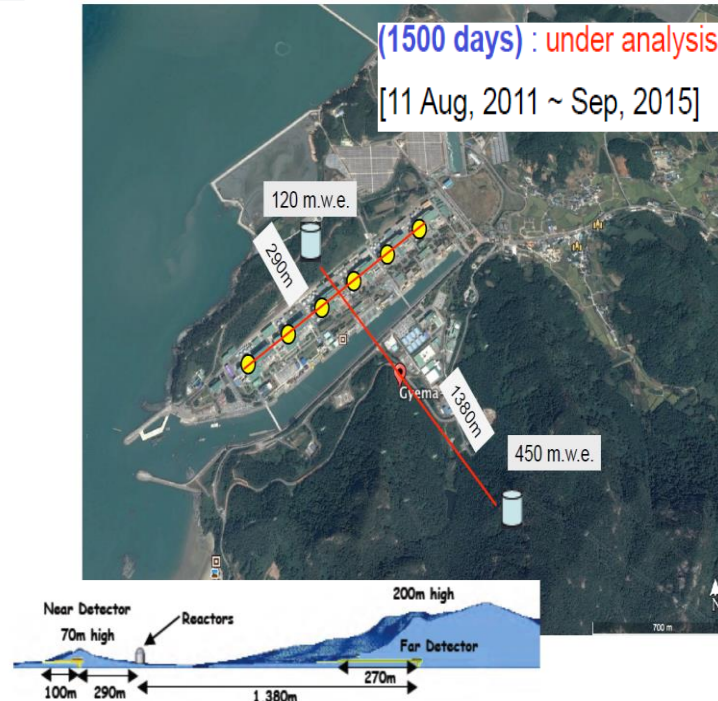 (1500 days) : under analysis
[11 Aug, 2011 ~ Sep, 2015]
120 m.w.e.
290m
Gyema-
1380m
450 m.w.e.
N
700 m
200m high
Near Detector
Reactors
70m high
Far Detector
270m
100m
290m
1,380m